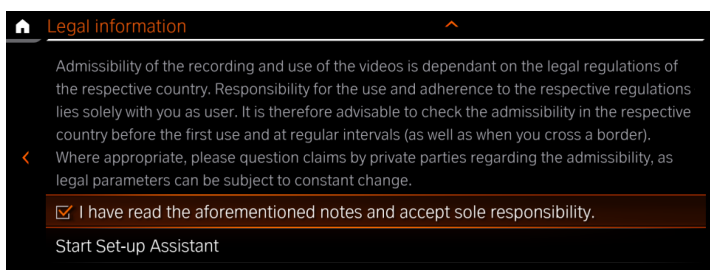 Legal information
Admissibility of the recording and use of the videos is dependant on the legal regulations of
the respective country. Responsibility for the use and adherence to the respective regulations
lies solely with you as user. It is therefore advisable to check the admissibility in the respective
country before the first use and at regular intervals (as well as when you cross a border).
Where appropriate, please question claims by private parties regarding the admissibility, as
legal parameters can be subject to constant change.
I have read the aforementioned notes and accept sole responsibility.
Start Set-up Assistant